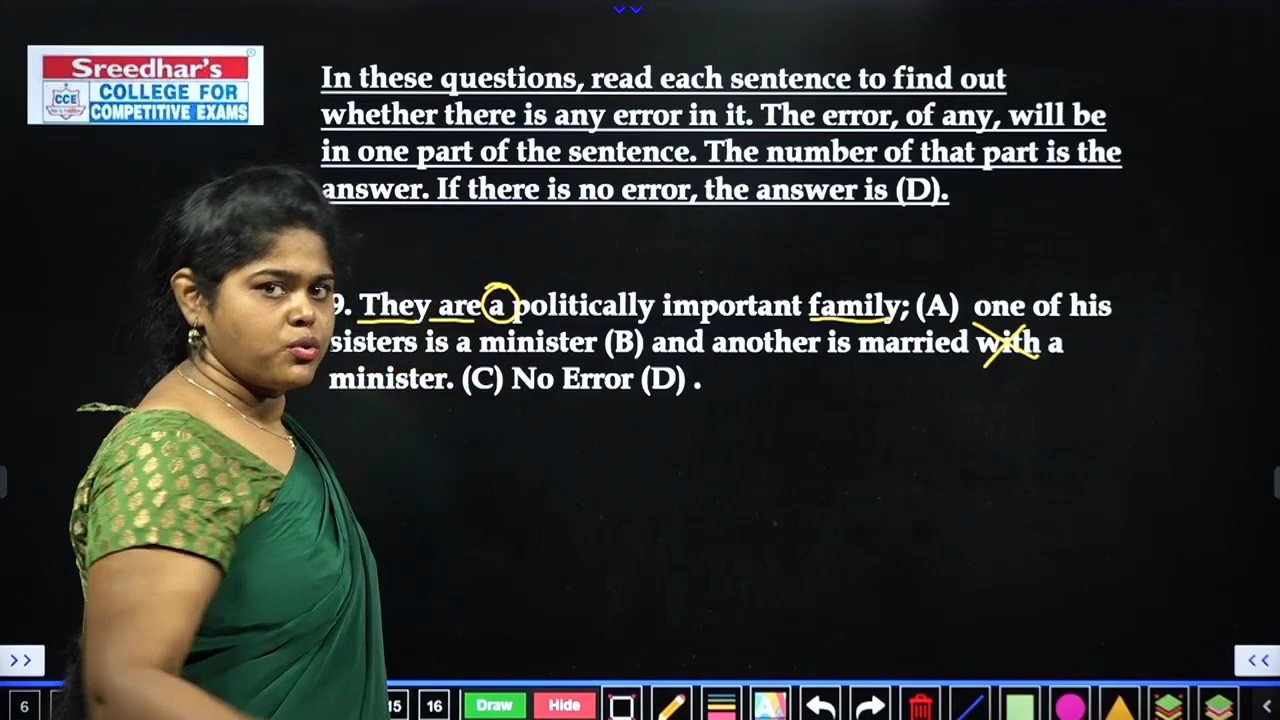 Sreedhar's
CCE
COLLEGE FOR
COMPETITIVE EXAMS
In these questions, read each sentence to find out
whether there is any error in it. The error, of any, will be
in one part of the sentence. The number of that part is the
answer. If there is no error, the answer is (D).
9. They are a politically important family; (A) one of his
sisters is a minister (B) and another is married with a
minister. (C) No Error (D) .
>>
<<
6
15
16
Draw
Hide